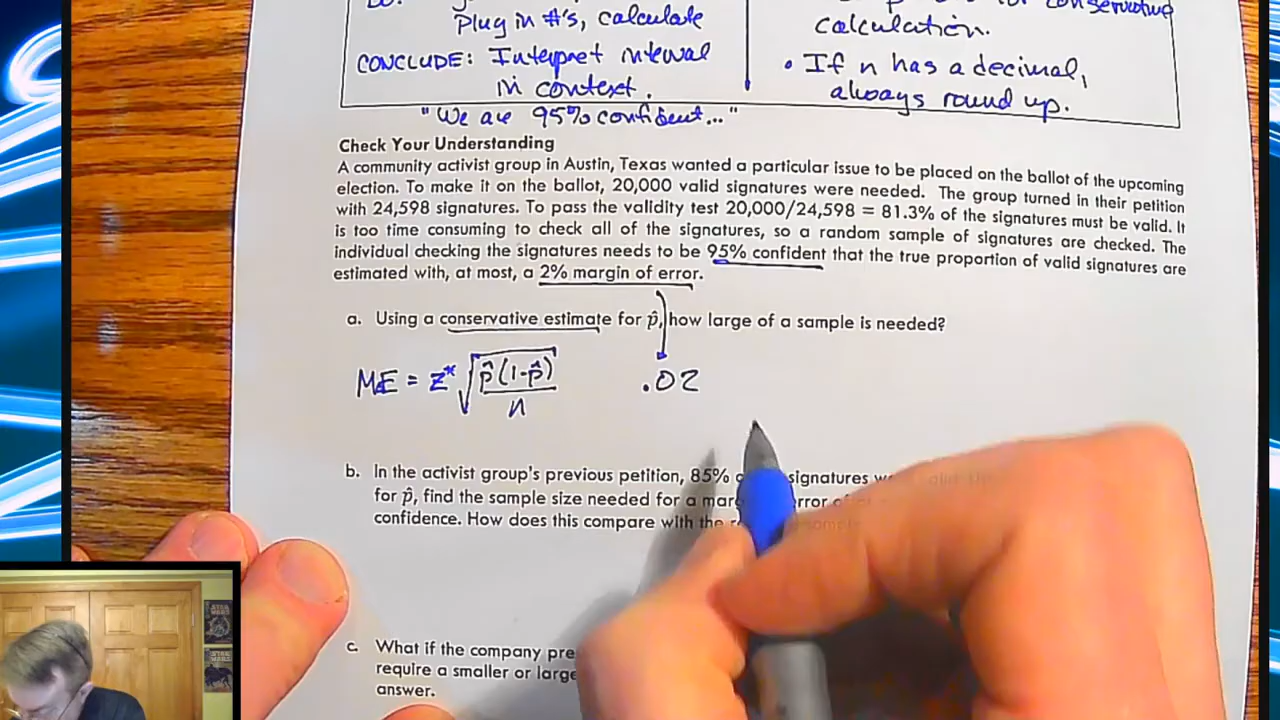 Plug in #'s, calculate
calculation.
CONCLUDE: Interpret interval
in context.
• If n has a decimal,
always round up.
"We are 95% confident..."
Check Your Understanding
A community activist group in Austin, Texas wanted a particular issue to be placed on the ballot of the upcoming
election. To make it on the ballot, 20,000 valid signatures were needed. The group turned in their petition
with 24,598 signatures. To pass the validity test 20,000/24,598 = 81.3% of the signatures must be valid. It
is too time consuming to check all of the signatures, so a random sample of signatures are checked. The
individual checking the signatures needs to be 95% confident that the true proportion of valid signatures are
estimated with, at most, a 2% margin of error.
a. Using a conservative estimate for p̂, how large of a sample is needed?
ME = z* √(p̂(1-p̂)/n)
.02
b. In the activist group's previous petition, 85% signatures
for p̂, find the sample size needed for a
confidence. How does this compare with the
c. What if the company
require a smaller or
answer.
STAR
WARS
STAR
WARS